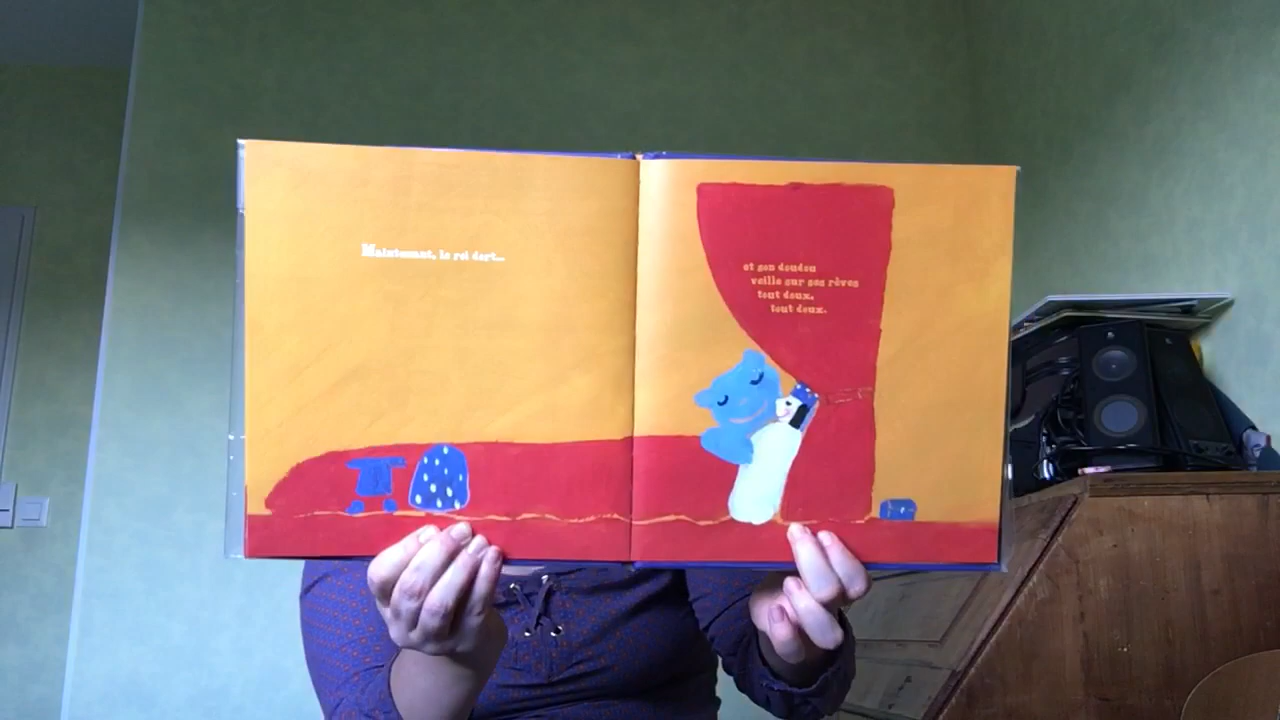 Maintenant, le roi dort...
et son doudou
veille sur ses rêves
tout doux,
tout doux.